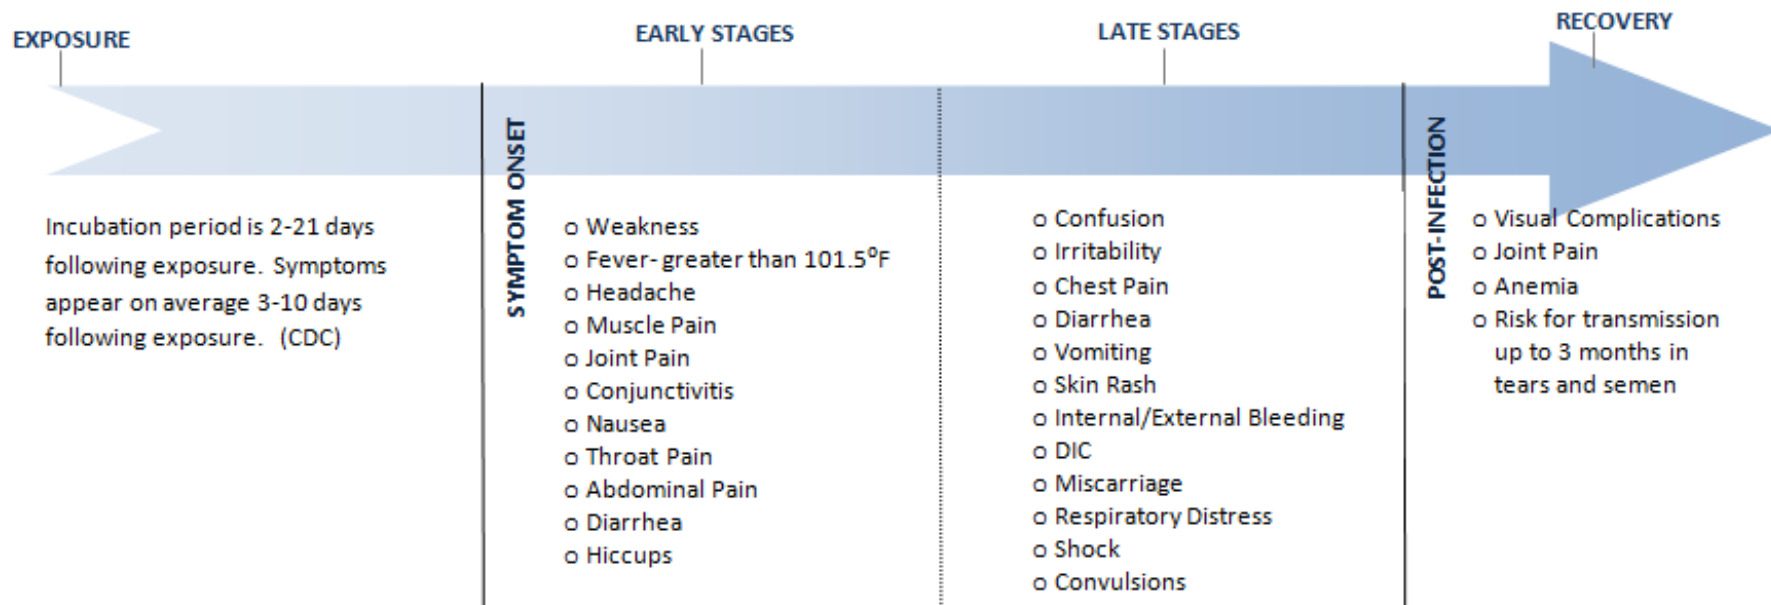 EXPOSURE
EARLY STAGES
LATE STAGES
RECOVERY
Incubation period is 2-21 days
following exposure. Symptoms
appear on average 3-10 days
following exposure. (CDC)
SYMPTOM ONSET
o Weakness
o Fever- greater than 101.5⁰F
o Headache
o Muscle Pain
o Joint Pain
o Conjunctivitis
o Nausea
o Throat Pain
o Abdominal Pain
o Diarrhea
o Hiccups
o Confusion
o Irritability
o Chest Pain
o Diarrhea
o Vomiting
o Skin Rash
o Internal/External Bleeding
o DIC
o Miscarriage
o Respiratory Distress
o Shock
o Convulsions
POST-INFECTION
o Visual Complications
o Joint Pain
o Anemia
o Risk for transmission
up to 3 months in
tears and semen